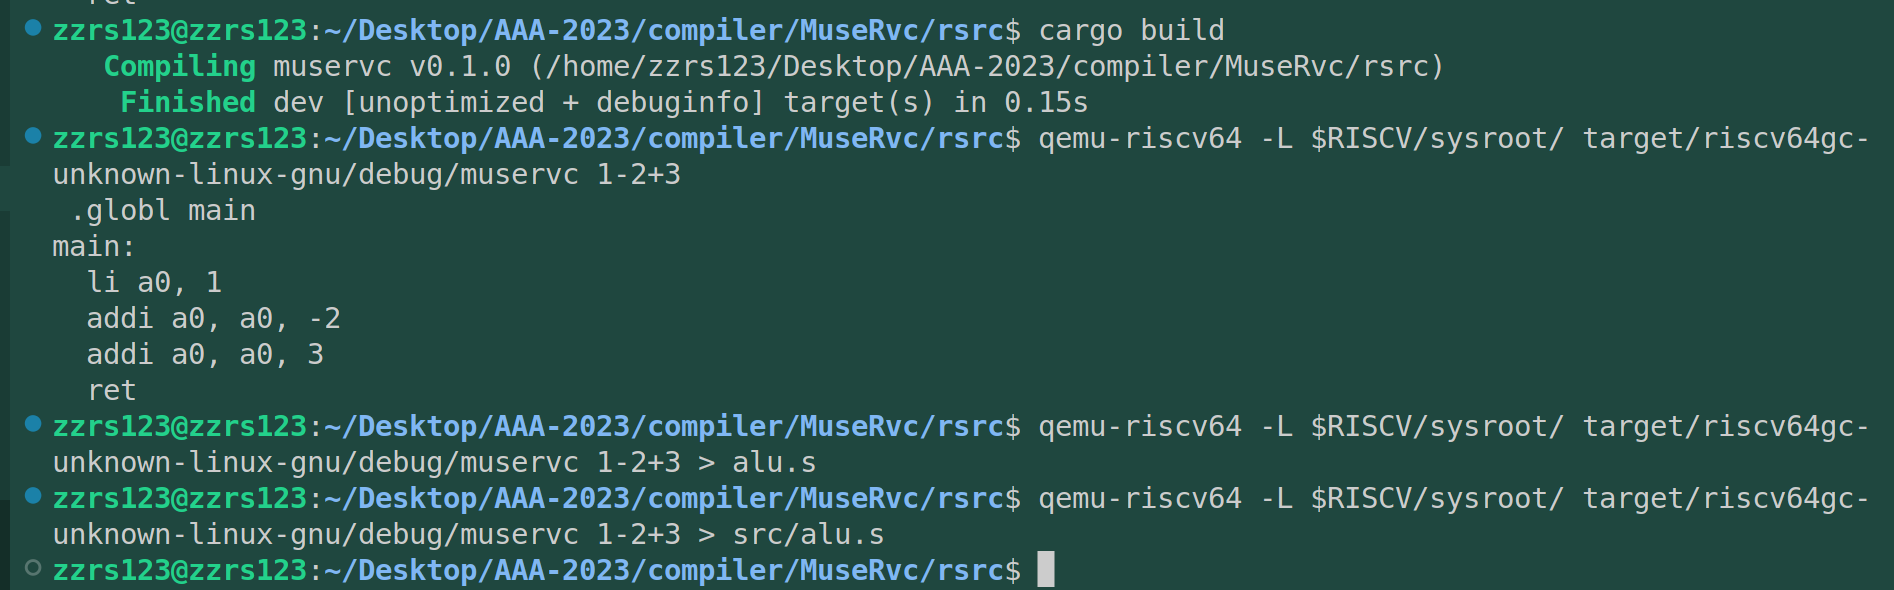 ret
zzrs123@zzrs123:~/Desktop/AAA-2023/compiler/MuseRvc/rsrc$ cargo build
   Compiling muservc v0.1.0 (/home/zzrs123/Desktop/AAA-2023/compiler/MuseRvc/rsrc)
    Finished dev [unoptimized + debuginfo] target(s) in 0.15s
zzrs123@zzrs123:~/Desktop/AAA-2023/compiler/MuseRvc/rsrc$ qemu-riscv64 -L $RISCV/sysroot/ target/riscv64gc-
unknown-linux-gnu/debug/muservc 1-2+3
 .globl main
main:
  li a0, 1
  addi a0, a0, -2
  addi a0, a0, 3
  ret
zzrs123@zzrs123:~/Desktop/AAA-2023/compiler/MuseRvc/rsrc$ qemu-riscv64 -L $RISCV/sysroot/ target/riscv64gc-
unknown-linux-gnu/debug/muservc 1-2+3 > alu.s
zzrs123@zzrs123:~/Desktop/AAA-2023/compiler/MuseRvc/rsrc$ qemu-riscv64 -L $RISCV/sysroot/ target/riscv64gc-
unknown-linux-gnu/debug/muservc 1-2+3 > src/alu.s
zzrs123@zzrs123:~/Desktop/AAA-2023/compiler/MuseRvc/rsrc$